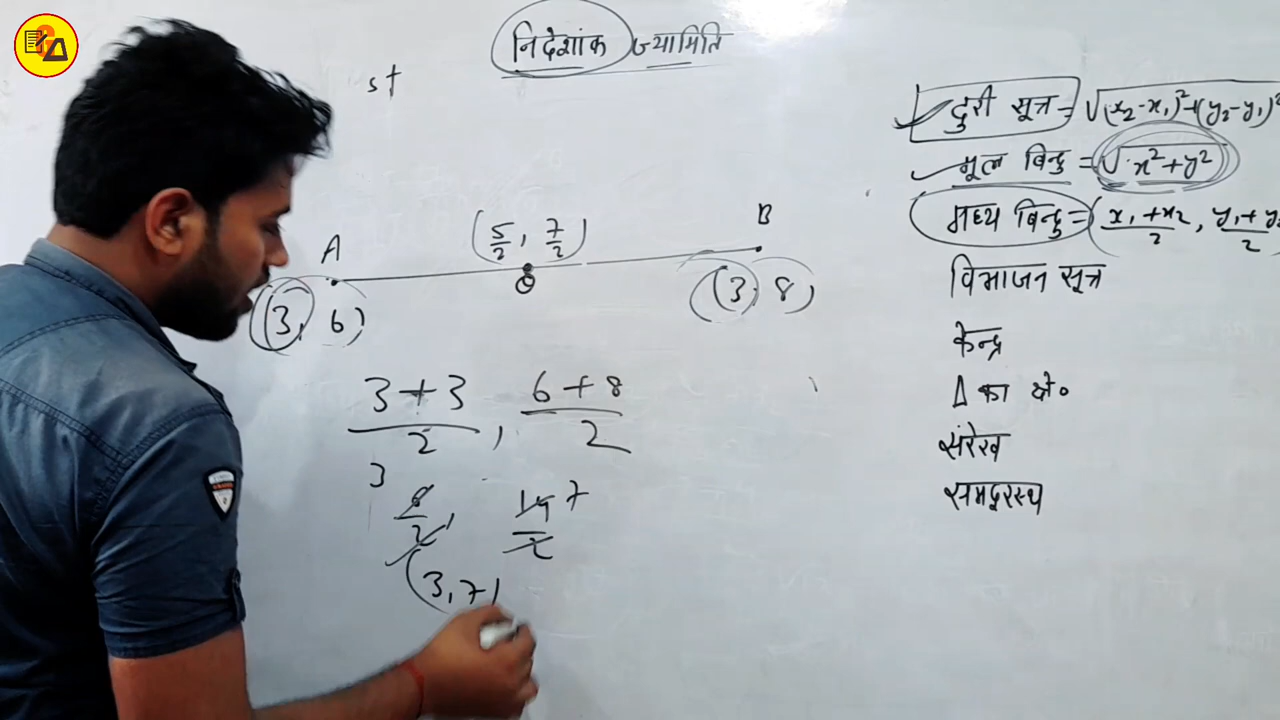 निदेशांक ज्यामिति
st
दुरी सूत्र = √(x₂-x₁)²+(y₂-y₁)²
मूल बिन्दु = √x²+y²
मध्य बिन्दु = (x₁+x₂/2, y₁+y₂/2
विभाजन सूत्र
केन्द्र
Δ का क्षे॰
संरेख
समदूरस्थ
A (5/2, 7/2) B
(3, 6) (3, 8)
3+3/2, 6+8/2
3 6/2, 14/2 7
(3, 7)